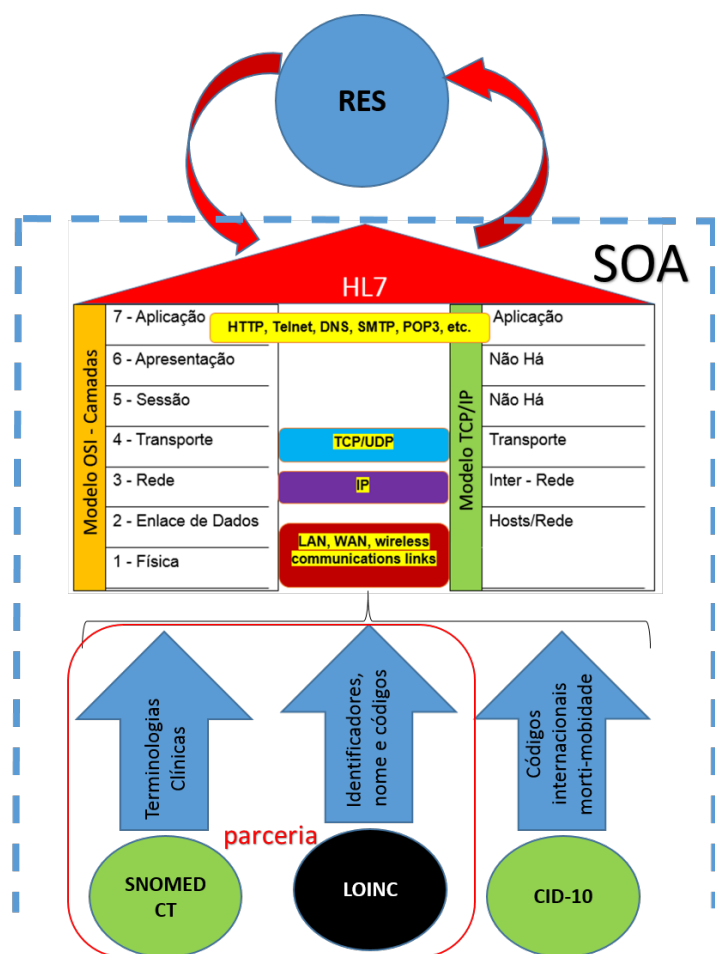 RES
SOA
HL7
Modelo OSI - Camadas
7 - Aplicação
6 - Apresentação
5 - Sessão
4 - Transporte
3 - Rede
2 - Enlace de Dados
1 - Física
HTTP, Telnet, DNS, SMTP, POP3, etc.
TCP/UDP
IP
LAN, WAN, wireless
communications links
Modelo TCP/IP
Aplicação
Não Há
Não Há
Transporte
Inter - Rede
Hosts/Rede
Terminologias
Clínicas
Identificadores,
nome e códigos
Códigos
internacionais
morti-mobidade
parceria
SNOMED
CT
LOINC
CID-10